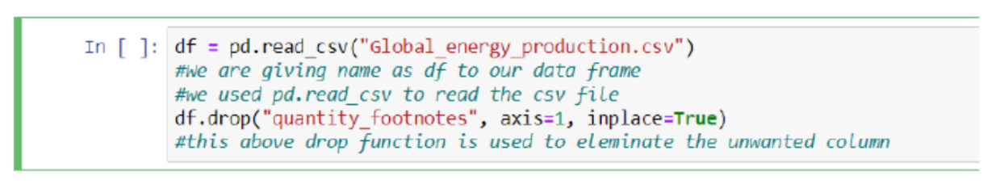 In [ ]: df = pd.read_csv("Global_energy_production.csv")
#We are giving name as df to our data frame
#we used pd.read_csv to read the csv file
df.drop("quantity_footnotes", axis=1, inplace=True)
#this above drop function is used to eleminate the unwanted column